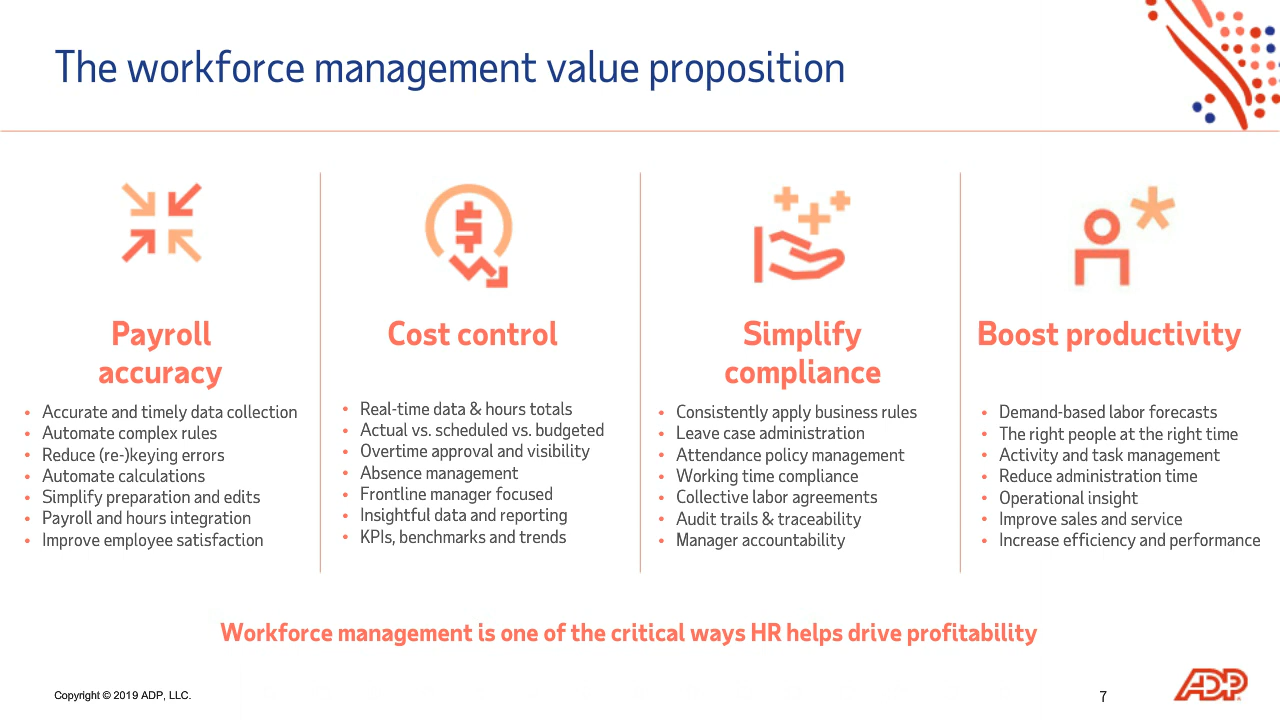 The workforce management value proposition
Payroll
accuracy
• Accurate and timely data collection
• Automate complex rules
• Reduce (re-)keying errors
• Automate calculations
• Simplify preparation and edits
• Payroll and hours integration
• Improve employee satisfaction
Cost control
• Real-time data & hours totals
• Actual vs. scheduled vs. budgeted
• Overtime approval and visibility
• Absence management
• Frontline manager focused
• Insightful data and reporting
• KPIs, benchmarks and trends
Simplify
compliance
• Consistently apply business rules
• Leave case administration
• Attendance policy management
• Working time compliance
• Collective labor agreements
• Audit trails & traceability
• Manager accountability
Boost productivity
• Demand-based labor forecasts
• The right people at the right time
• Activity and task management
• Reduce administration time
• Operational insight
• Improve sales and service
• Increase efficiency and performance
Workforce management is one of the critical ways HR helps drive profitability
Copyright © 2019 ADP, LLC.
7
ADP